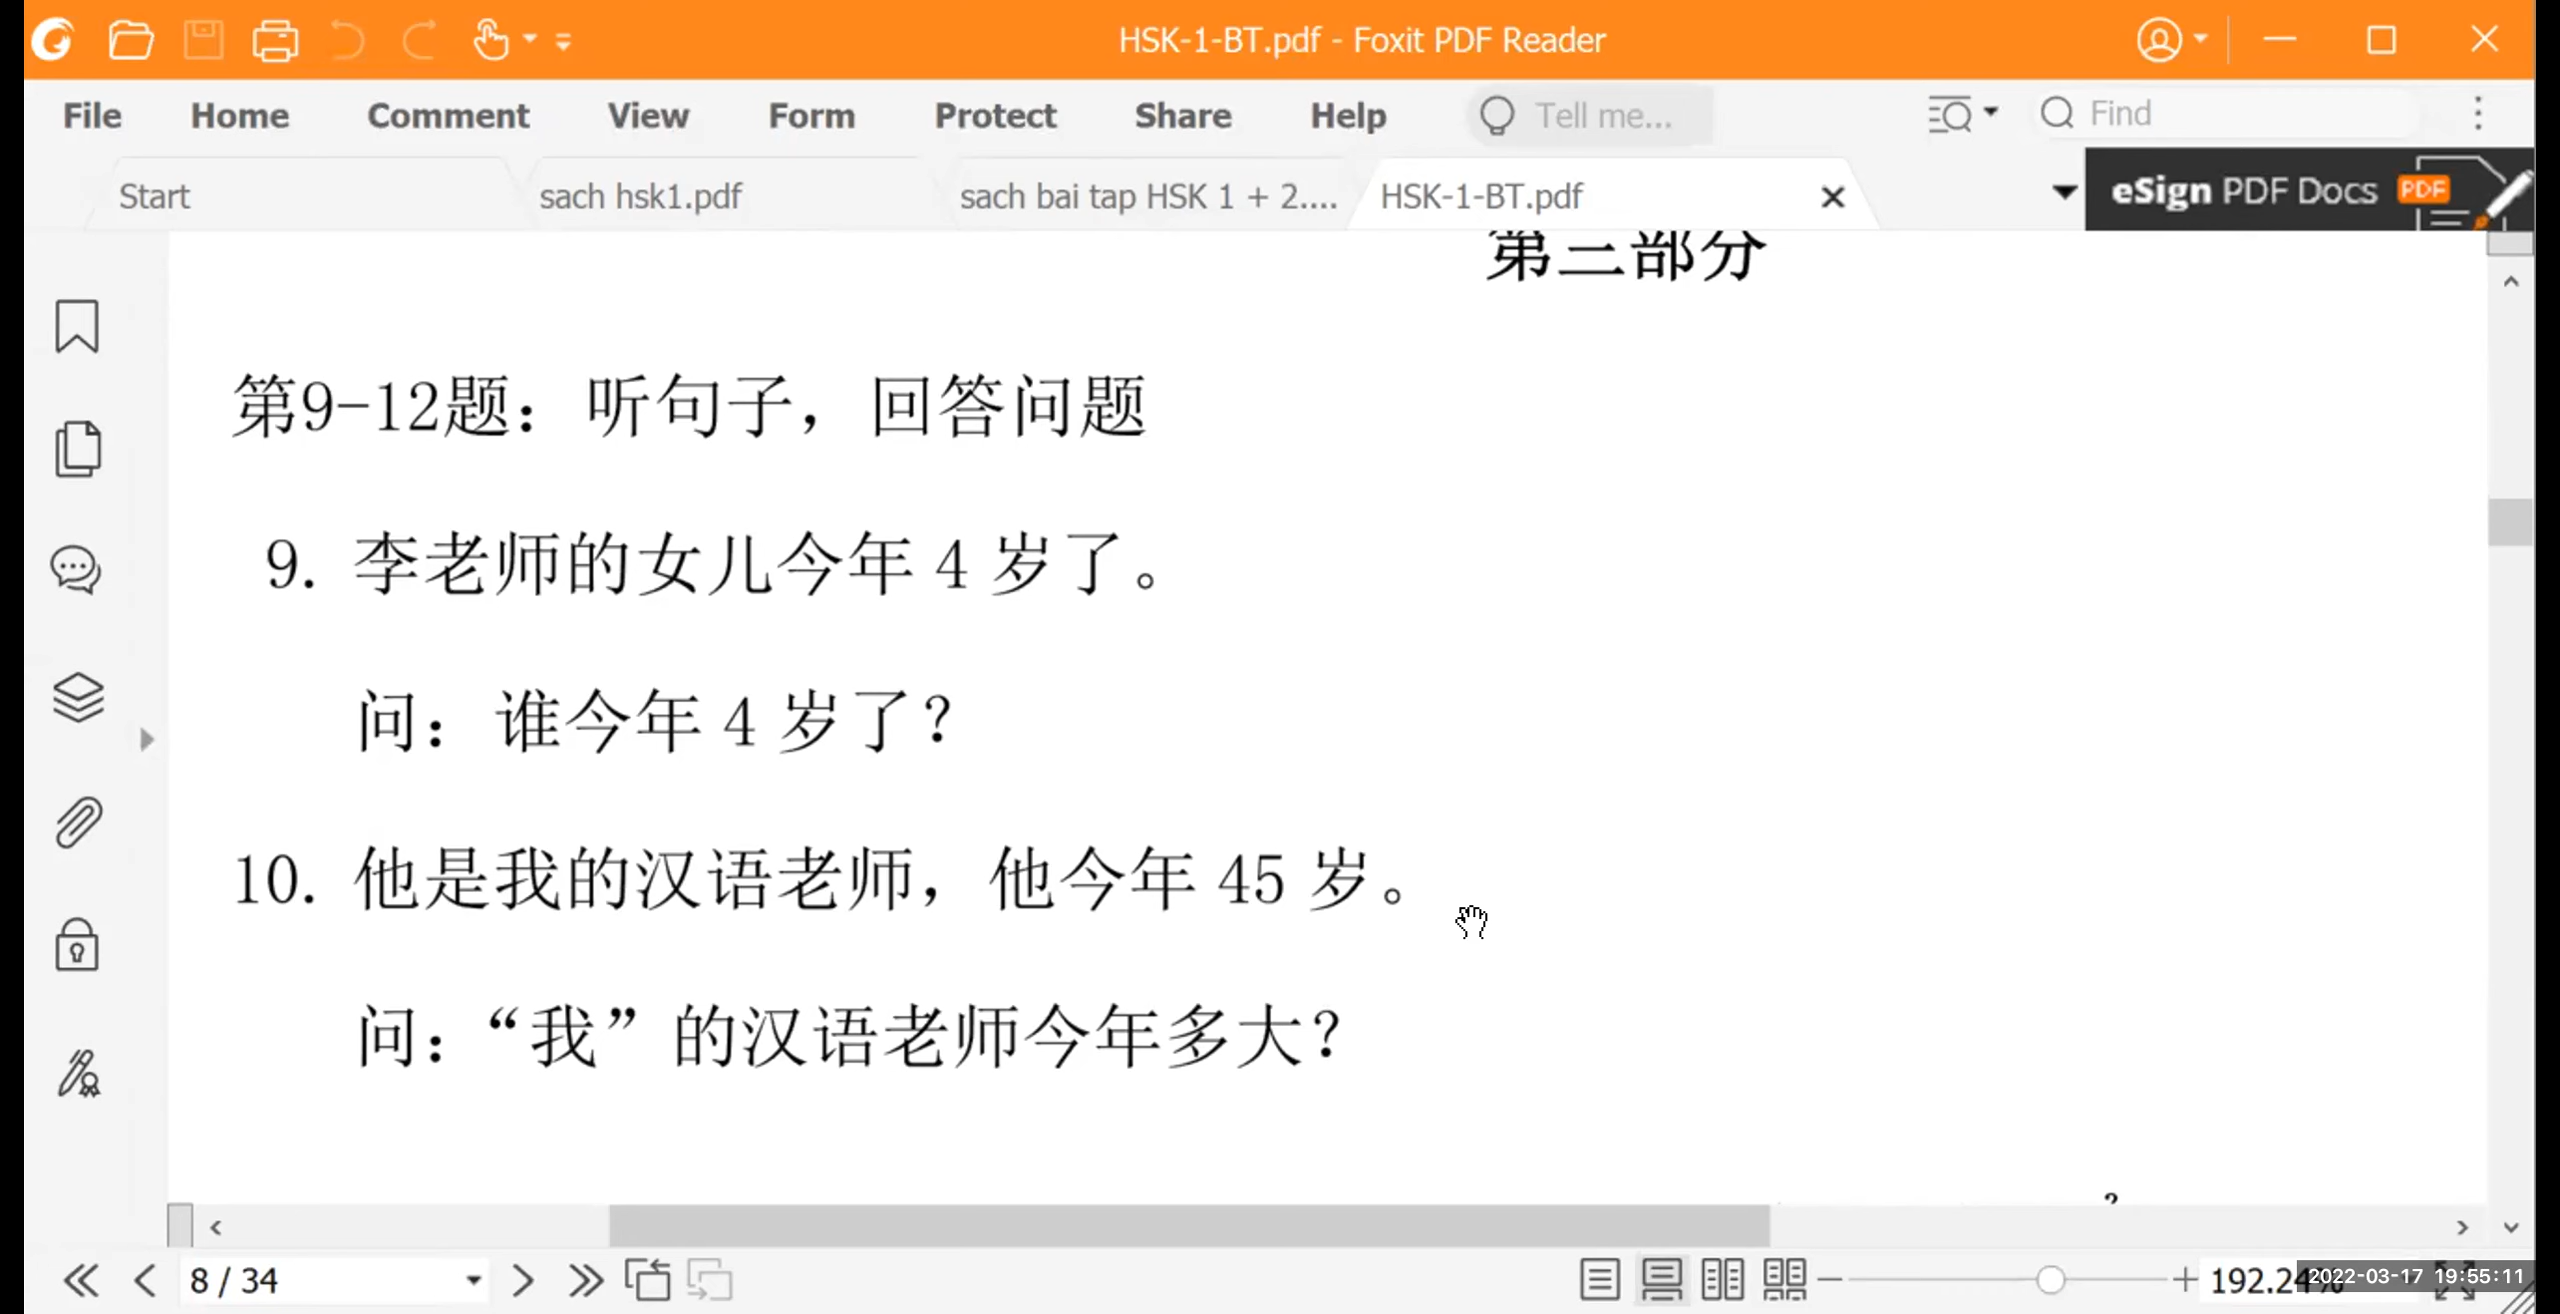 HSK-1-BT.pdf - Foxit PDF Reader
File Home Comment View Form Protect Share Help Tell me... Find
Start sach hsk1.pdf sach bai tap HSK 1 + 2.... HSK-1-BT.pdf eSign PDF Docs PDF
第三部分
第9-12题：听句子，回答问题
9. 李老师的女儿今年 4 岁了。
问：谁今年 4 岁了？
10. 他是我的汉语老师，他今年 45 岁。
问：“我”的汉语老师今年多大？
8 / 34 192.24% 2022-03-17 19:55:11